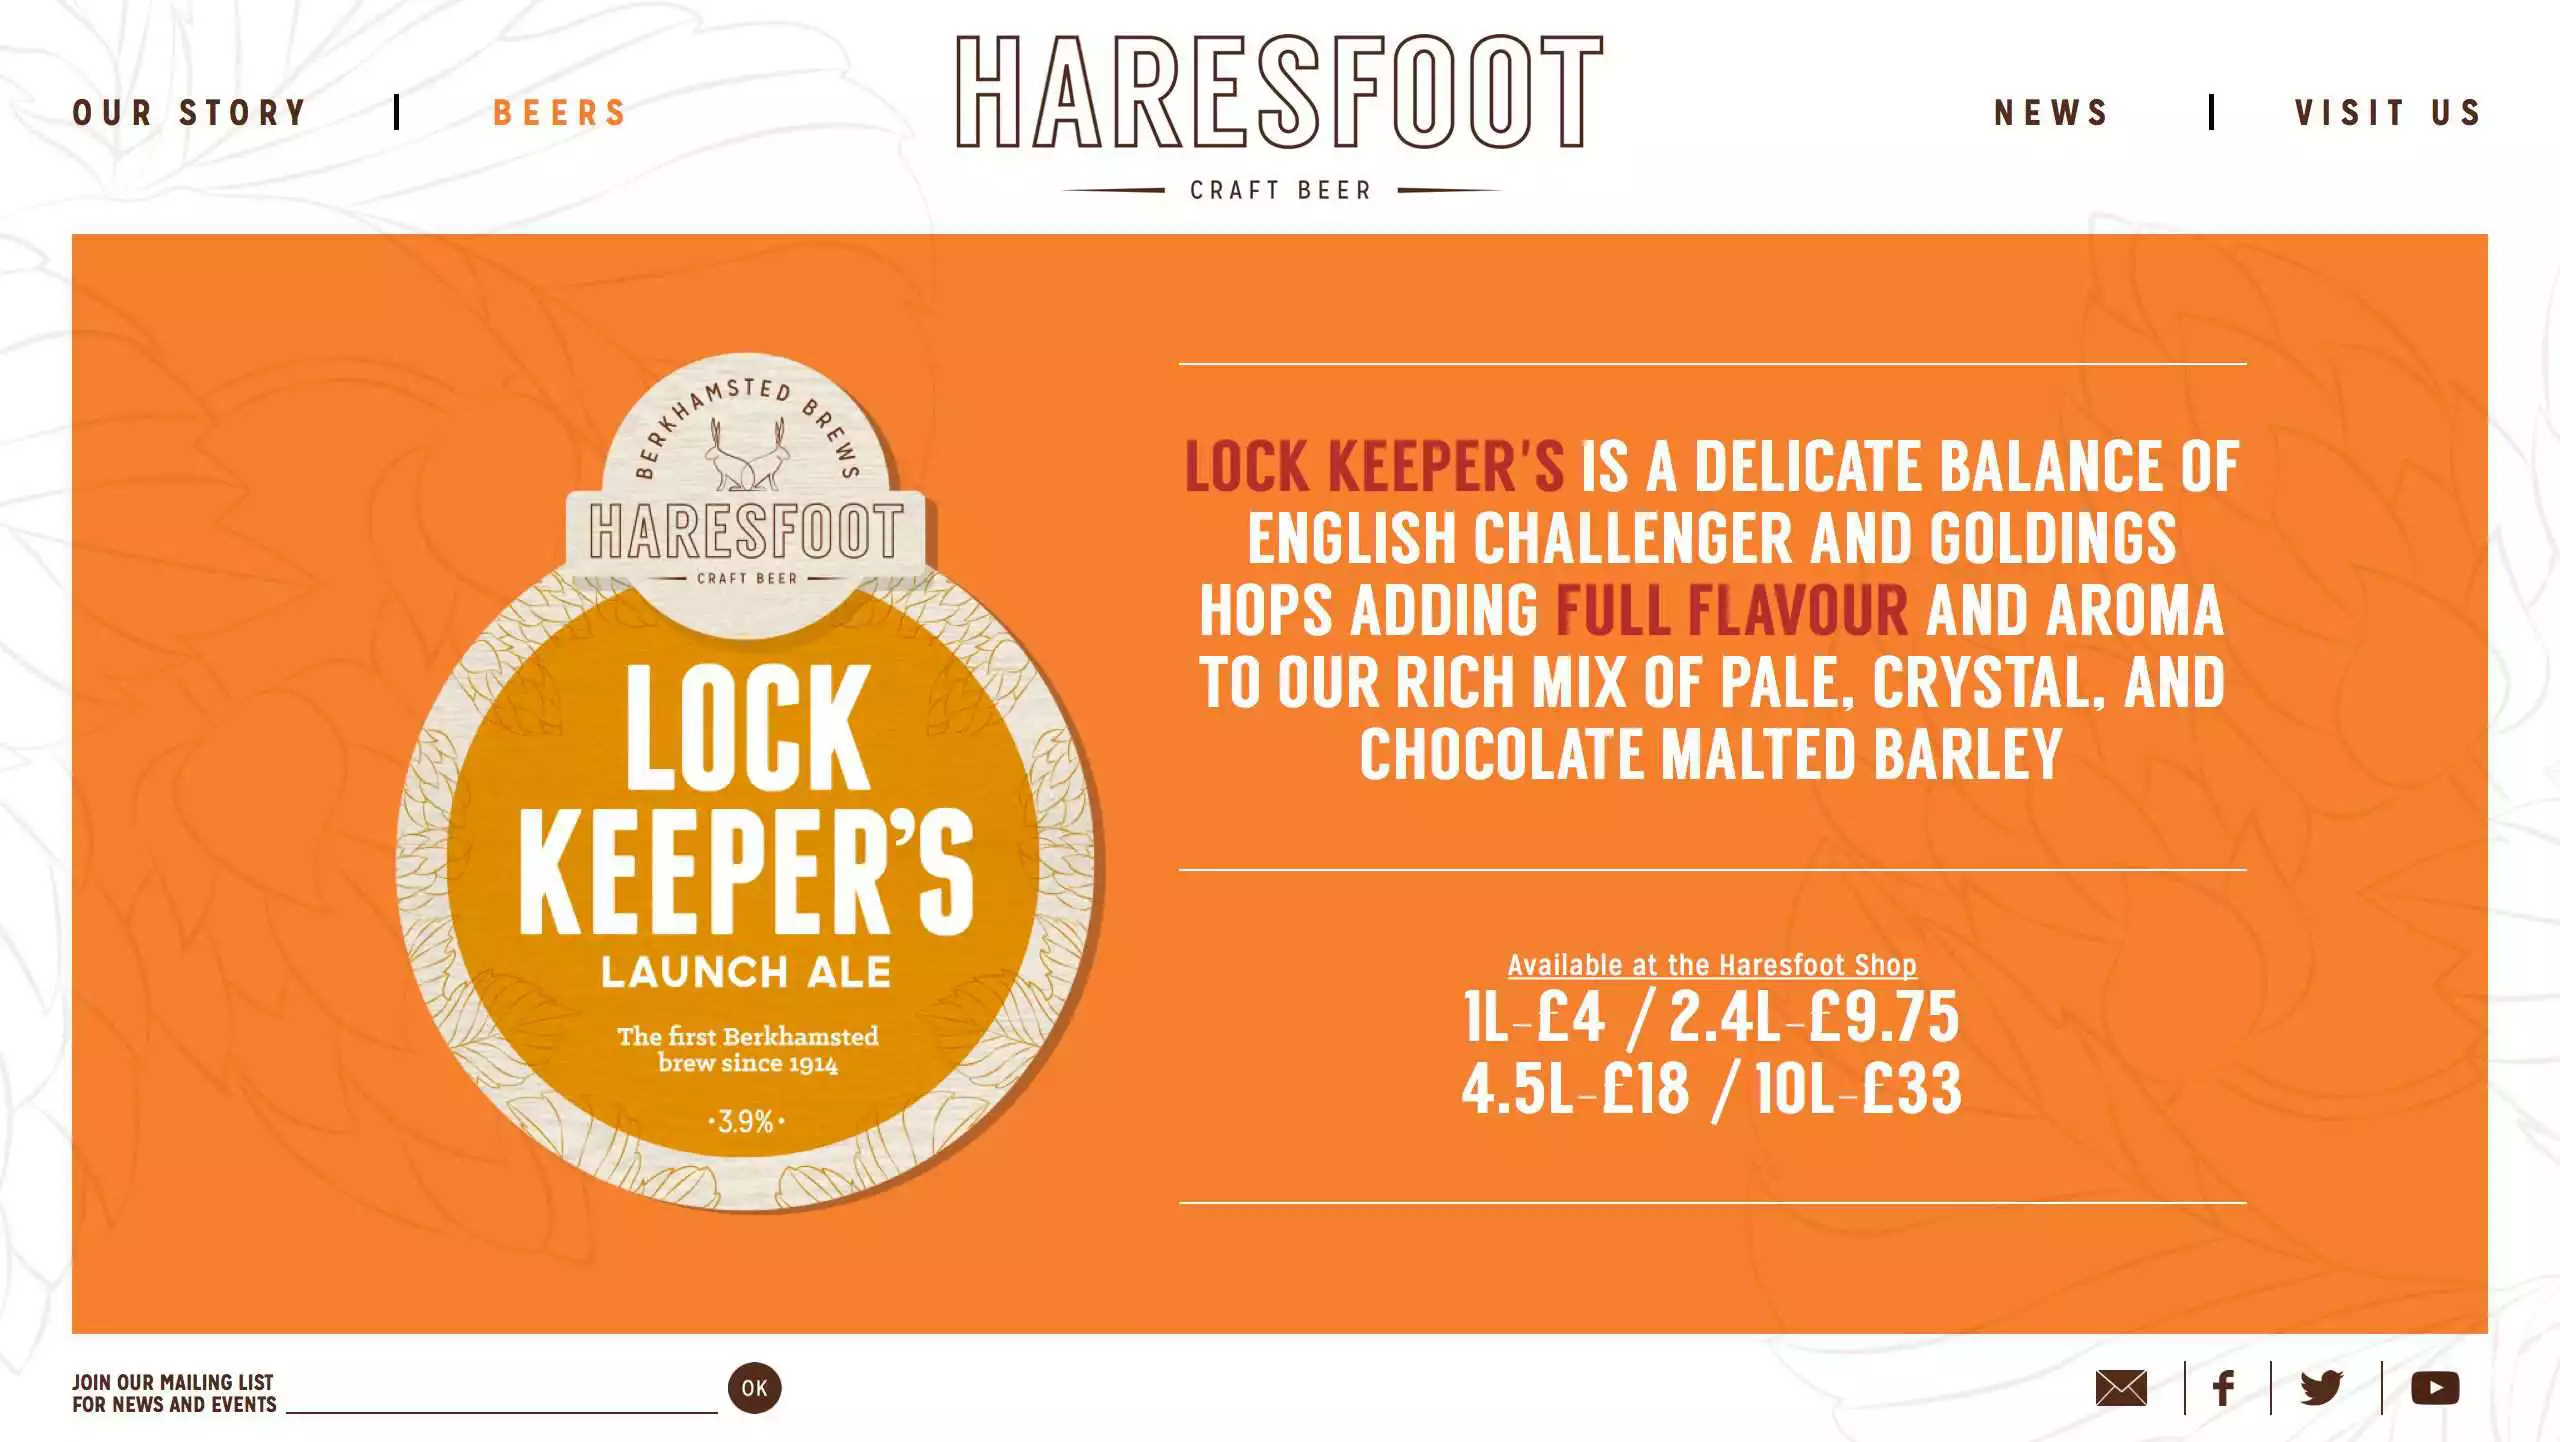 OUR STORY | BEERS
HARESFOOT
CRAFT BEER
NEWS | VISIT US
BERKHAMSTED BREWS
HARESFOOT
CRAFT BEER
LOCK
KEEPER’S
LAUNCH ALE
The first Berkhamsted
brew since 1914
·3.9%·
LOCK KEEPER'S IS A DELICATE BALANCE OF
ENGLISH CHALLENGER AND GOLDINGS
HOPS ADDING FULL FLAVOUR AND AROMA
TO OUR RICH MIX OF PALE, CRYSTAL, AND
CHOCOLATE MALTED BARLEY
Available at the Haresfoot Shop
1L-£4 / 2.4L-£9.75
4.5L-£18 / 10L-£33
JOIN OUR MAILING LIST
FOR NEWS AND EVENTS
OK